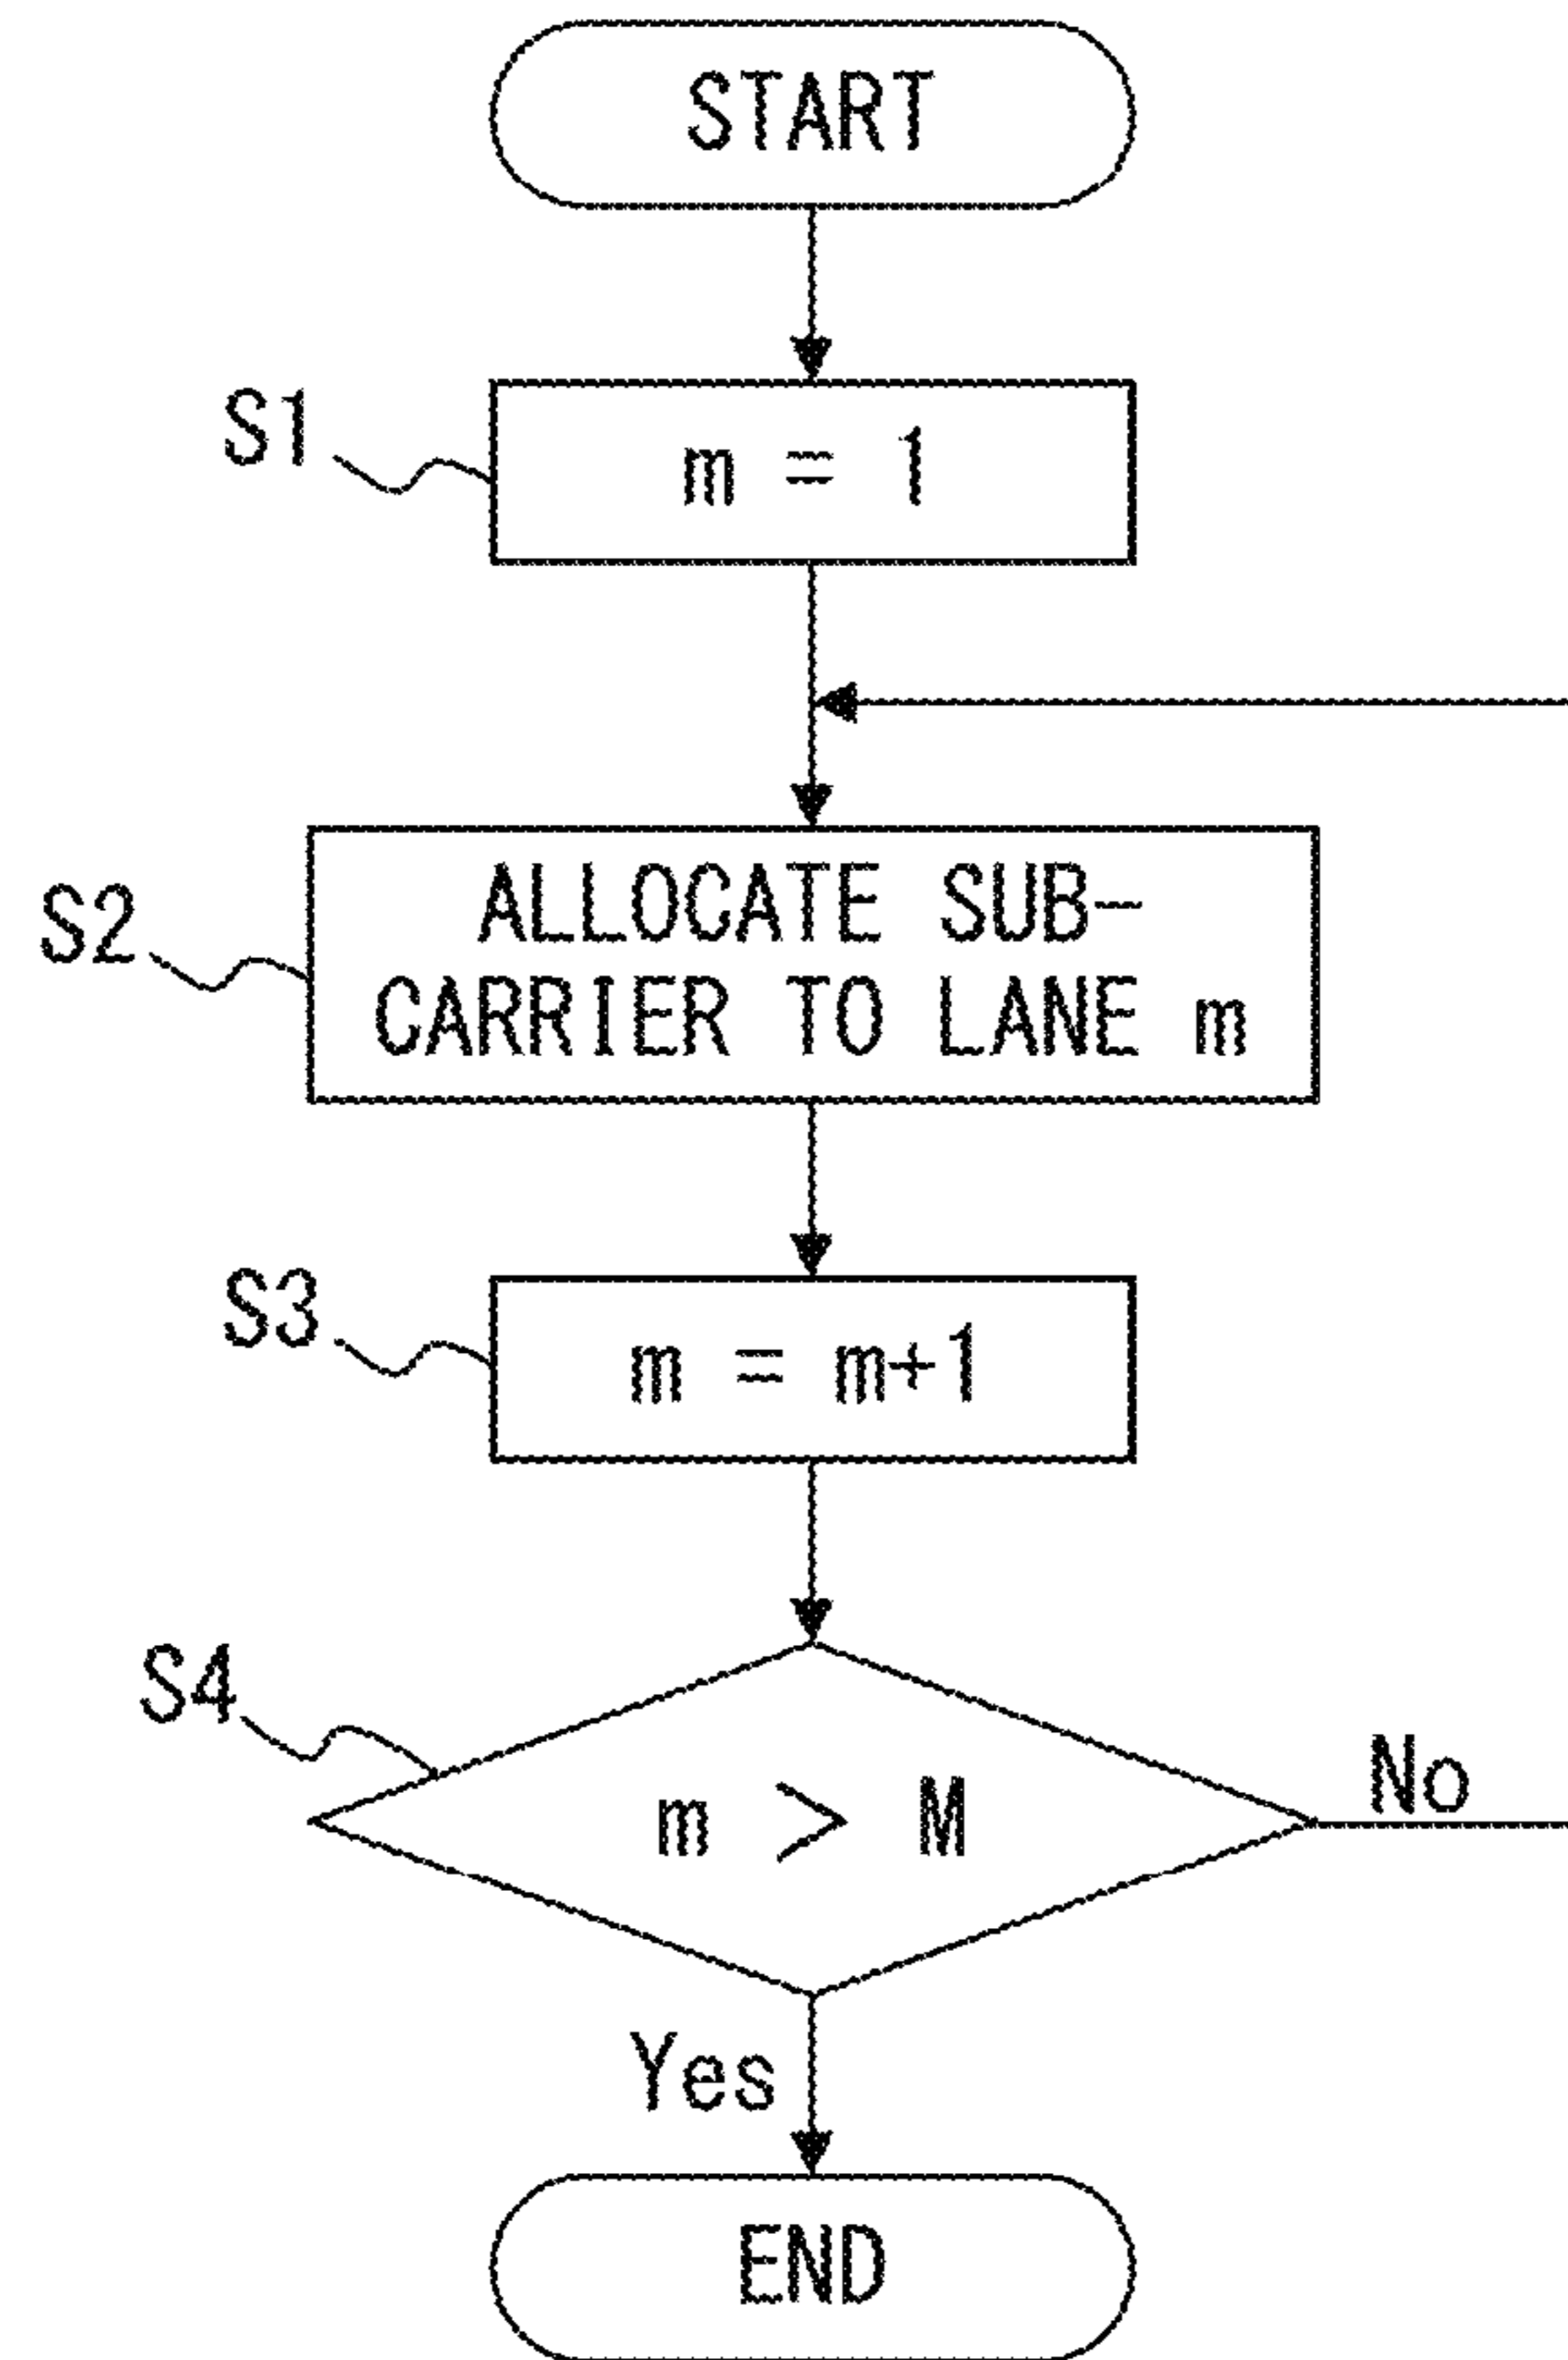 START
S1
m = 1
S2
ALLOCATE SUB-
CARRIER TO LANE m
S3
m = m+1
S4
m > M
No
Yes
END